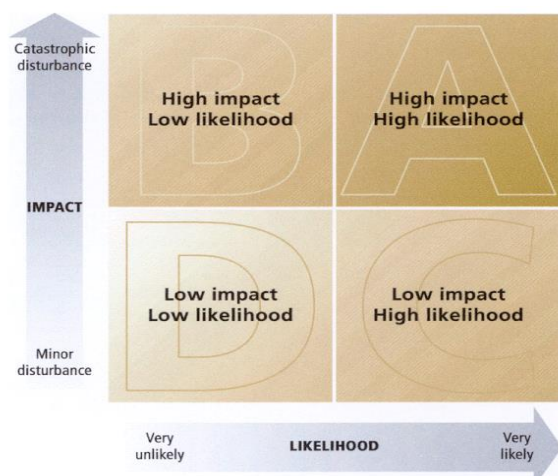 Catastrophic
disturbance
IMPACT
Minor
disturbance
B
High impact
Low likelihood
A
High impact
High likelihood
D
Low impact
Low likelihood
C
Low impact
High likelihood
Very
unlikely
LIKELIHOOD
Very
likely